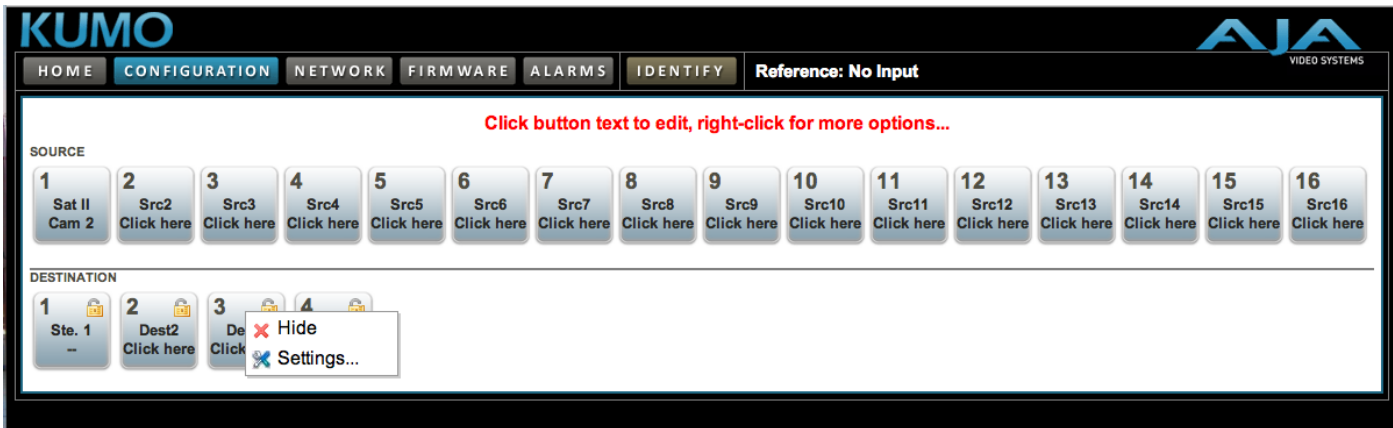 KUMO
AJA
VIDEO SYSTEMS
HOME CONFIGURATION NETWORK FIRMWARE ALARMS IDENTIFY Reference: No Input
Click button text to edit, right-click for more options...
SOURCE
1 2 3 4 5 6 7 8 9 10 11 12 13 14 15 16
Sat II Src2 Src3 Src4 Src5 Src6 Src7 Src8 Src9 Src10 Src11 Src12 Src13 Src14 Src15 Src16
Cam 2 Click here Click here Click here Click here Click here Click here Click here Click here Click here Click here Click here Click here Click here Click here Click here
DESTINATION
1 2 3 4
Ste. 1 Dest2 De Hide
-- Click here Click Settings...